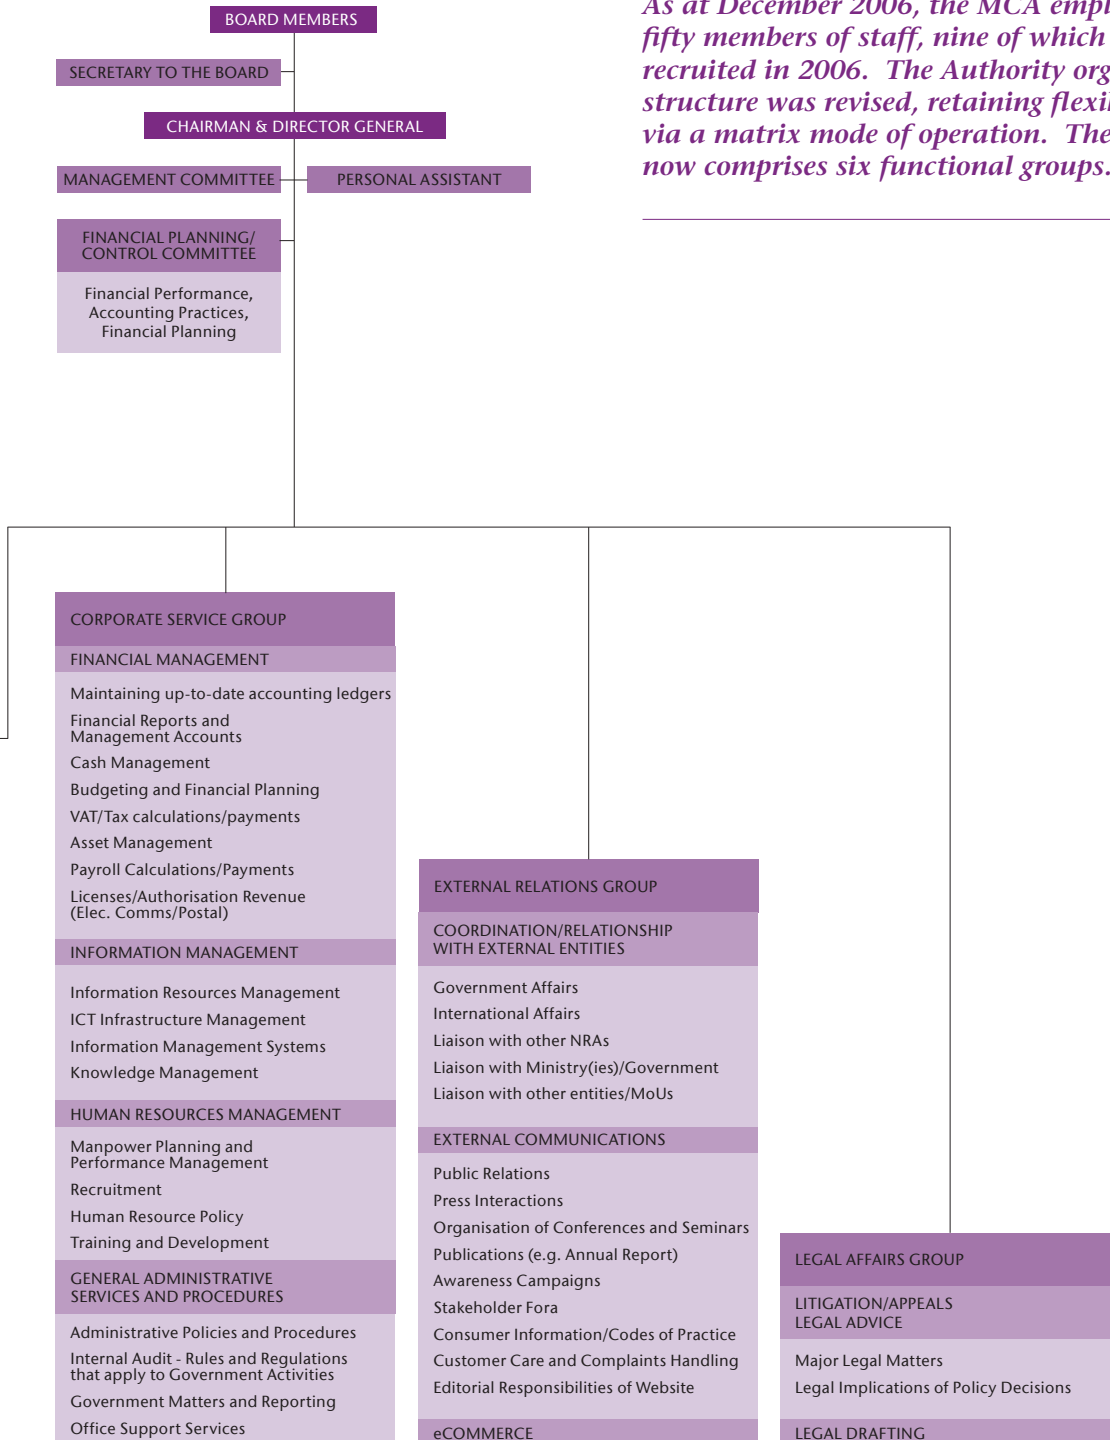 As at December 2006, the MCA
fifty members of staff, nine of which
recruited in 2006. The Authority
structure was revised, retaining
via a matrix mode of operation. The
now comprises six functional groups.
BOARD MEMBERS
SECRETARY TO THE BOARD
CHAIRMAN & DIRECTOR GENERAL
MANAGEMENT COMMITTEE
PERSONAL ASSISTANT
FINANCIAL PLANNING/
CONTROL COMMITTEE
Financial Performance,
Accounting Practices,
Financial Planning
CORPORATE SERVICE GROUP
FINANCIAL MANAGEMENT
Maintaining up-to-date accounting ledgers
Financial Reports and
Management Accounts
Cash Management
Budgeting and Financial Planning
VAT/Tax calculations/payments
Asset Management
Payroll Calculations/Payments
Licenses/Authorisation Revenue
(Elec. Comms/Postal)
INFORMATION MANAGEMENT
Information Resources Management
ICT Infrastructure Management
Information Management Systems
Knowledge Management
HUMAN RESOURCES MANAGEMENT
Manpower Planning and
Performance Management
Recruitment
Human Resource Policy
Training and Development
GENERAL ADMINISTRATIVE
SERVICES AND PROCEDURES
Administrative Policies and Procedures
Internal Audit - Rules and Regulations
that apply to Government Activities
Government Matters and Reporting
Office Support Services
EXTERNAL RELATIONS GROUP
COORDINATION/RELATIONSHIP
WITH EXTERNAL ENTITIES
Government Affairs
International Affairs
Liaison with other NRAs
Liaison with Ministry(ies)/Government
Liaison with other entities/MoUs
EXTERNAL COMMUNICATIONS
Public Relations
Press Interactions
Organisation of Conferences and Seminars
Publications (e.g. Annual Report)
Awareness Campaigns
Stakeholder Fora
Consumer Information/Codes of Practice
Customer Care and Complaints Handling
Editorial Responsibilities of Website
eCOMMERCE
LEGAL AFFAIRS GROUP
LITIGATION/APPEALS
LEGAL ADVICE
Major Legal Matters
Legal Implications of Policy Decisions
LEGAL DRAFTING